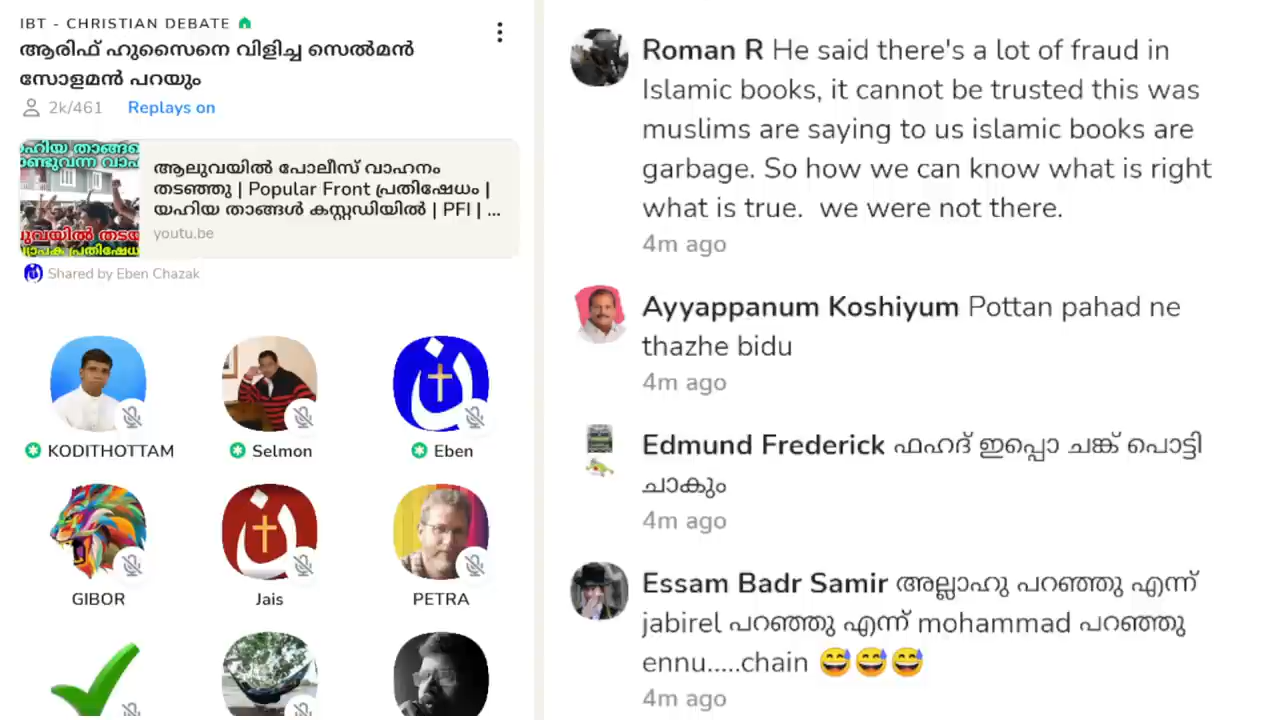 IBT - CHRISTIAN DEBATE
ആരിഫ് ഹുസൈനെ വിളിച്ച സെൽമൻ
സോളമൻ പറയും
2k/461 Replays on
ആലുവയിൽ പോലീസ് വാഹനം
തടഞ്ഞു | Popular Front പ്രതിഷേധം |
യഹിയ താങ്ങൾ കസ്റ്റഡിയിൽ | PFI | ...
youtu.be
Shared by Eben Chazak
KODITHOTTAM
Selmon
Eben
GIBOR
Jais
PETRA
Roman R He said there's a lot of fraud in
Islamic books, it cannot be trusted this was
muslims are saying to us islamic books are
garbage. So how we can know what is right
what is true. we were not there.
4m ago
Ayyappanum Koshiyum Pottan pahad ne
thazhe bidu
4m ago
Edmund Frederick ഫഹദ് ഇപ്പൊ ചങ്ക് പൊട്ടി
ചാകും
4m ago
Essam Badr Samir അല്ലാഹു പറഞ്ഞു എന്ന്
jabirel പറഞ്ഞു എന്ന് mohammad പറഞ്ഞു
ennu.....chain 😅😅😅
4m ago